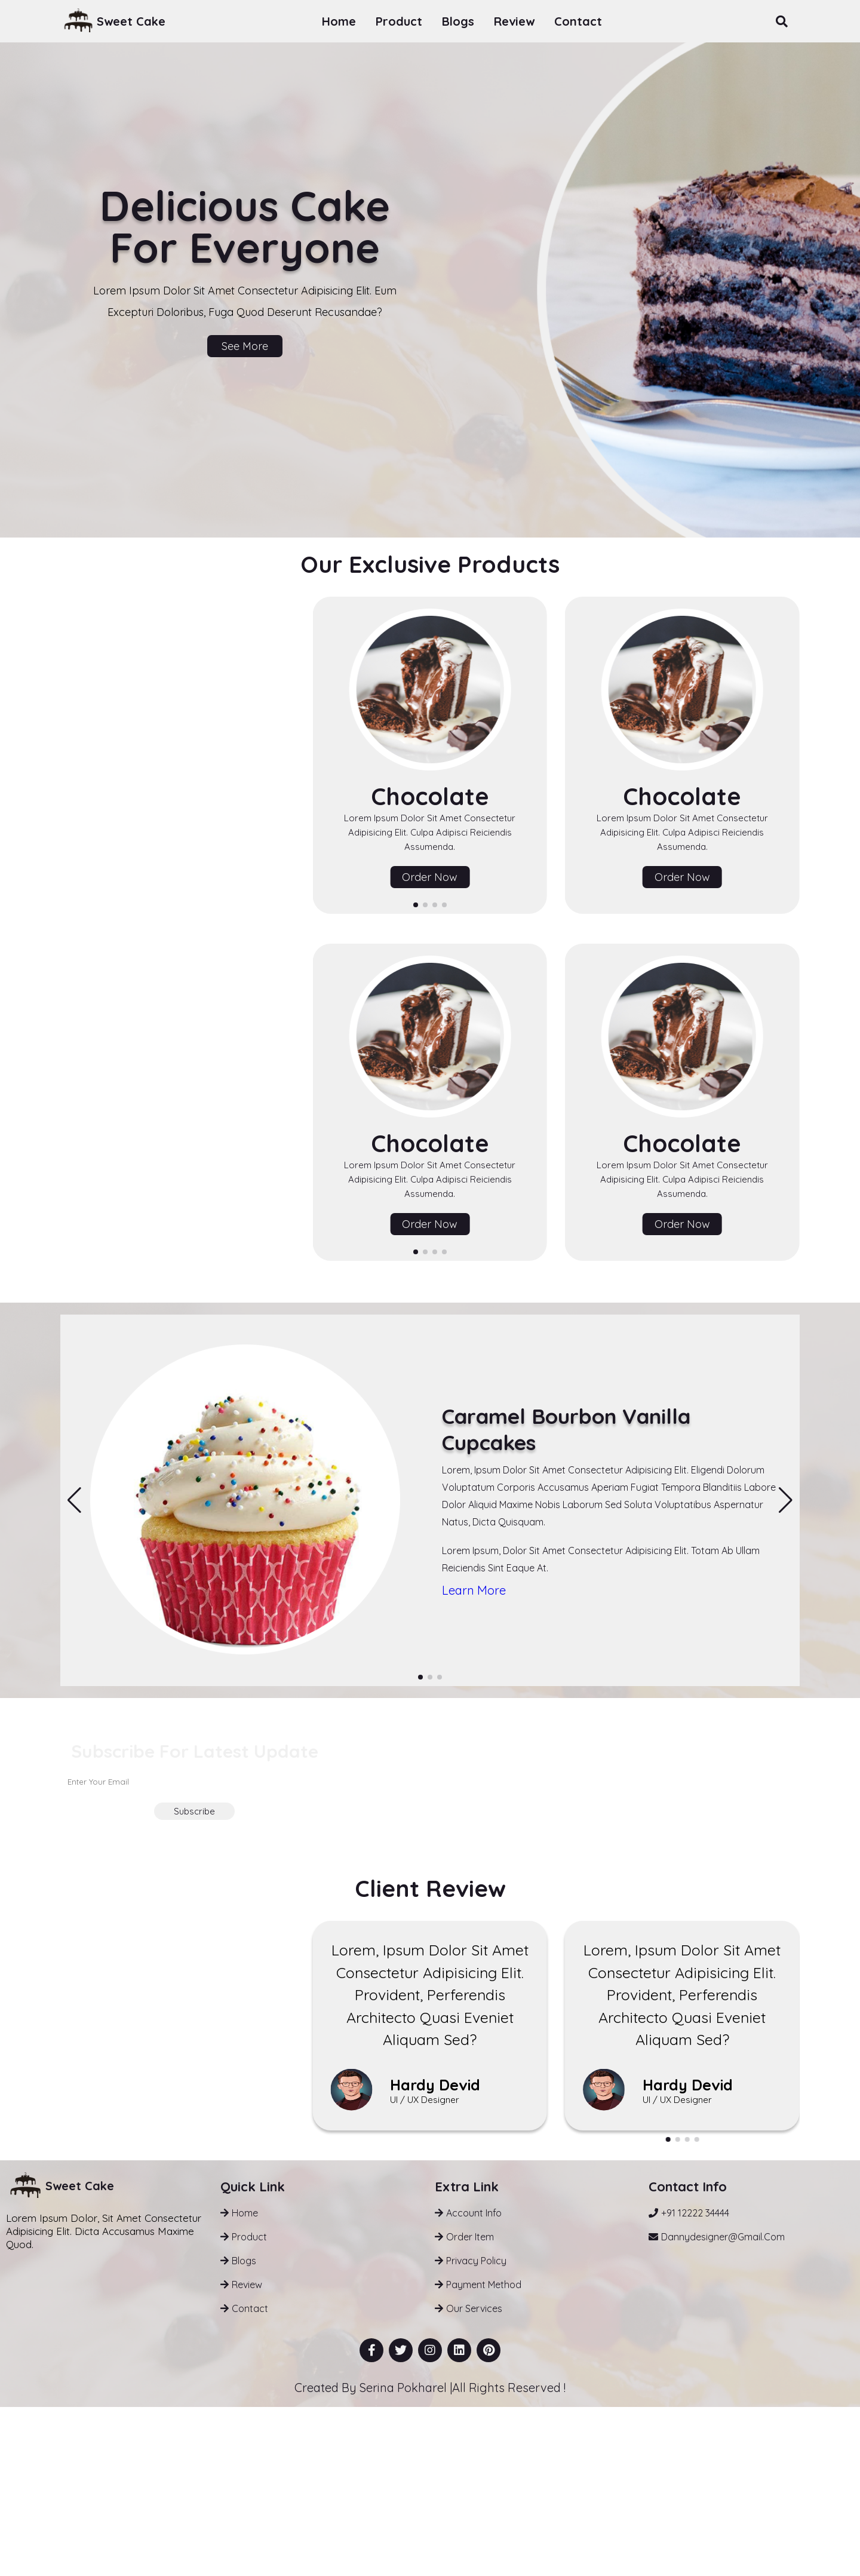 Sweet Cake
Home Product Blogs Review Contact
Delicious Cake
For Everyone
Lorem Ipsum Dolor Sit Amet Consectetur Adipisicing Elit. Eum
Excepturi Doloribus, Fuga Quod Deserunt Recusandae?
See More
Our Exclusive Products
Chocolate
Lorem Ipsum Dolor Sit Amet Consectetur
Adipisicing Elit. Culpa Adipisci Reiciendis
Assumenda.
Order Now
Chocolate
Lorem Ipsum Dolor Sit Amet Consectetur
Adipisicing Elit. Culpa Adipisci Reiciendis
Assumenda.
Order Now
Chocolate
Lorem Ipsum Dolor Sit Amet Consectetur
Adipisicing Elit. Culpa Adipisci Reiciendis
Assumenda.
Order Now
Chocolate
Lorem Ipsum Dolor Sit Amet Consectetur
Adipisicing Elit. Culpa Adipisci Reiciendis
Assumenda.
Order Now
Caramel Bourbon Vanilla
Cupcakes
Lorem, Ipsum Dolor Sit Amet Consectetur Adipisicing Elit. Eligendi Dolorum
Voluptatum Corporis Accusamus Aperiam Fugiat Tempora Blanditiis Labore
Dolor Aliquid Maxime Nobis Laborum Sed Soluta Voluptatibus Aspernatur
Natus, Dicta Quisquam.
Lorem Ipsum, Dolor Sit Amet Consectetur Adipisicing Elit. Totam Ab Ullam
Reiciendis Sint Eaque At.
Learn More
Subscribe For Latest Update
Enter Your Email
Subscribe
Client Review
Lorem, Ipsum Dolor Sit Amet
Consectetur Adipisicing Elit.
Provident, Perferendis
Architecto Quasi Eveniet
Aliquam Sed?
Hardy Devid
UI / UX Designer
Lorem, Ipsum Dolor Sit Amet
Consectetur Adipisicing Elit.
Provident, Perferendis
Architecto Quasi Eveniet
Aliquam Sed?
Hardy Devid
UI / UX Designer
Sweet Cake
Lorem Ipsum Dolor, Sit Amet Consectetur
Adipisicing Elit. Dicta Accusamus Maxime
Quod.
Quick Link
Home
Product
Blogs
Review
Contact
Extra Link
Account Info
Order Item
Privacy Policy
Payment Method
Our Services
Contact Info
+91 12222 34444
Dannydesigner@Gmail.Com
Created By Serina Pokharel |All Rights Reserved !